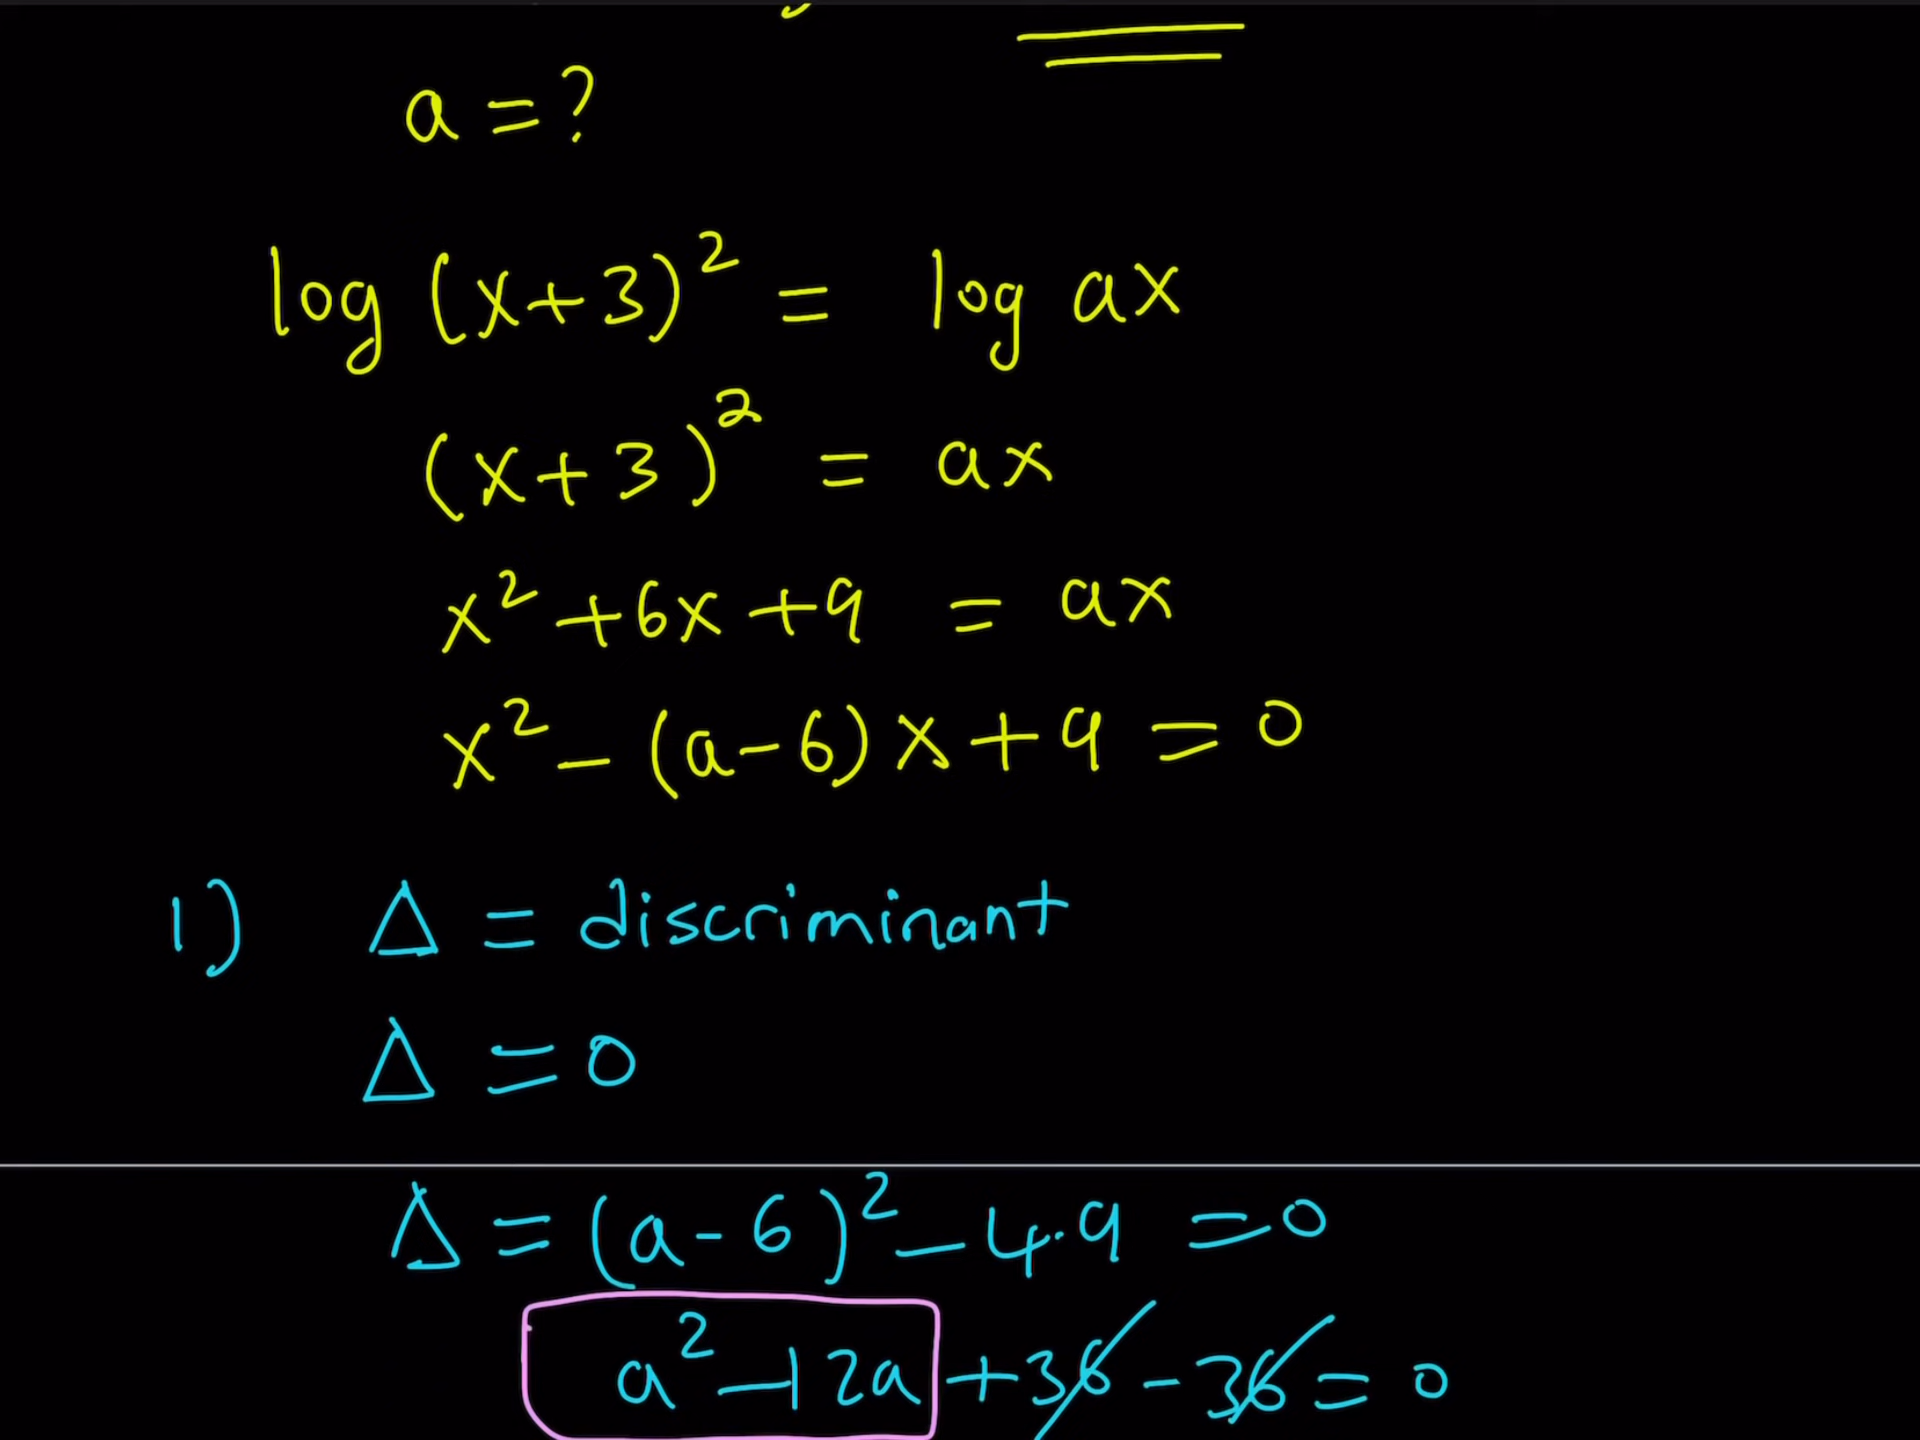 a = ?
log (x+3)² = log ax
(x+3)² = ax
x² + 6x + 9 = ax
x² − (a−6)x + 9 = 0
1) Δ = discriminant
Δ = 0
Δ = (a−6)² − 4·9 = 0
a² − 12a + 36 − 36 = 0